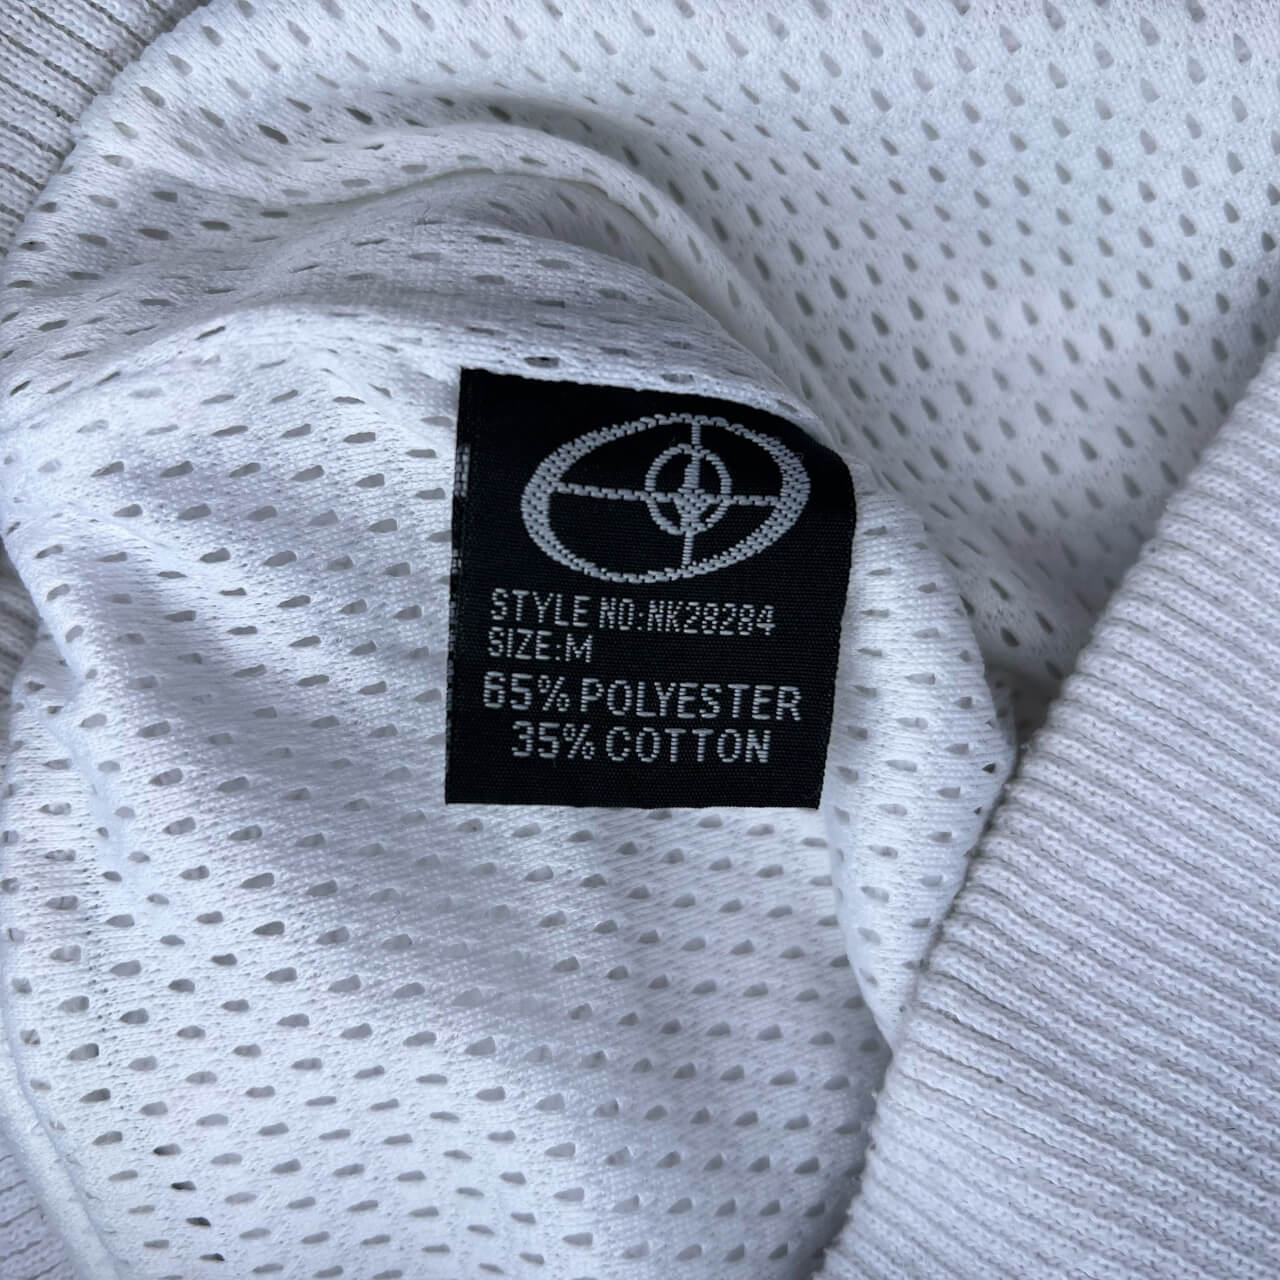 STYLE NO:NK28284
SIZE:M
65% POLYESTER
35% COTTON